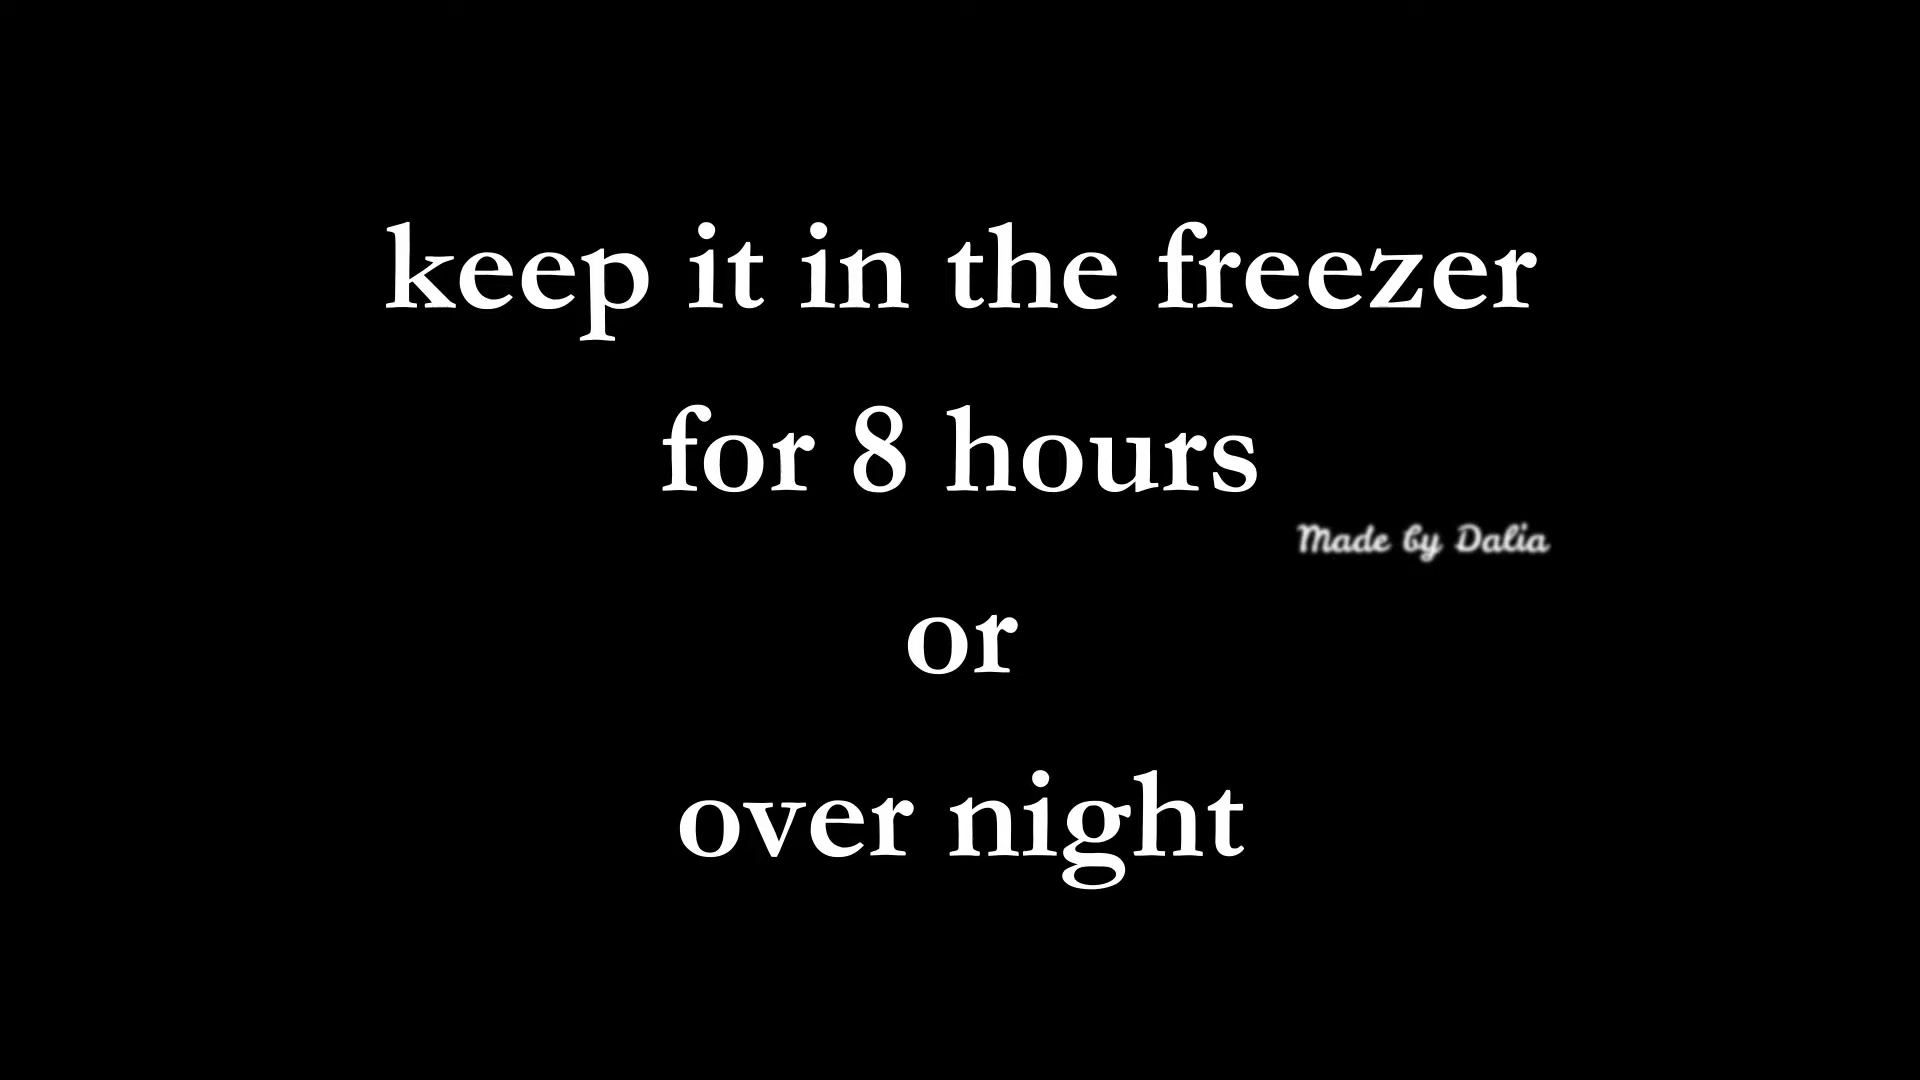 keep it in the freezer
for 8 hours
Made by Dalia
or
over night